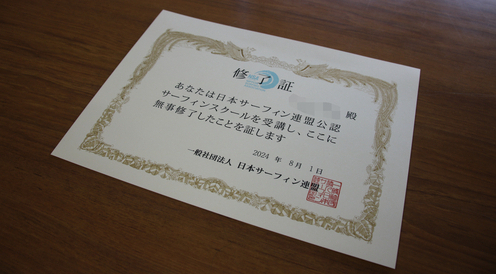 修了証
殿
あなたは日本サーフィン連盟公認
サーフィンスクールを受講し、ここに
無事修了したことを証します
2024 年 8月 1日
一般社団法人 日本サーフィン連盟